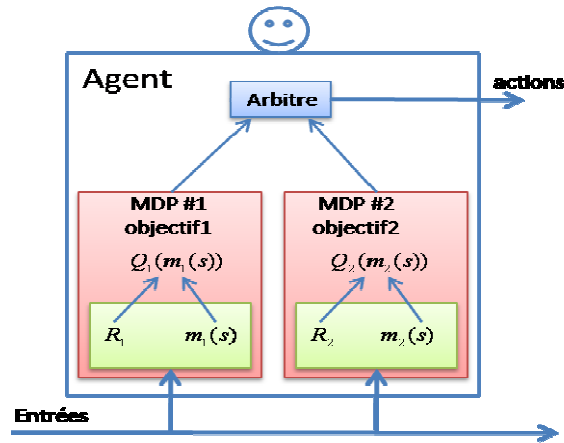 Agent
actions
Arbitre
MDP #1
objectif1
Q₁(m₁(s))
R₁ m₁(s)
MDP #2
objectif2
Q₂(m₂(s))
R₂ m₂(s)
Entrées